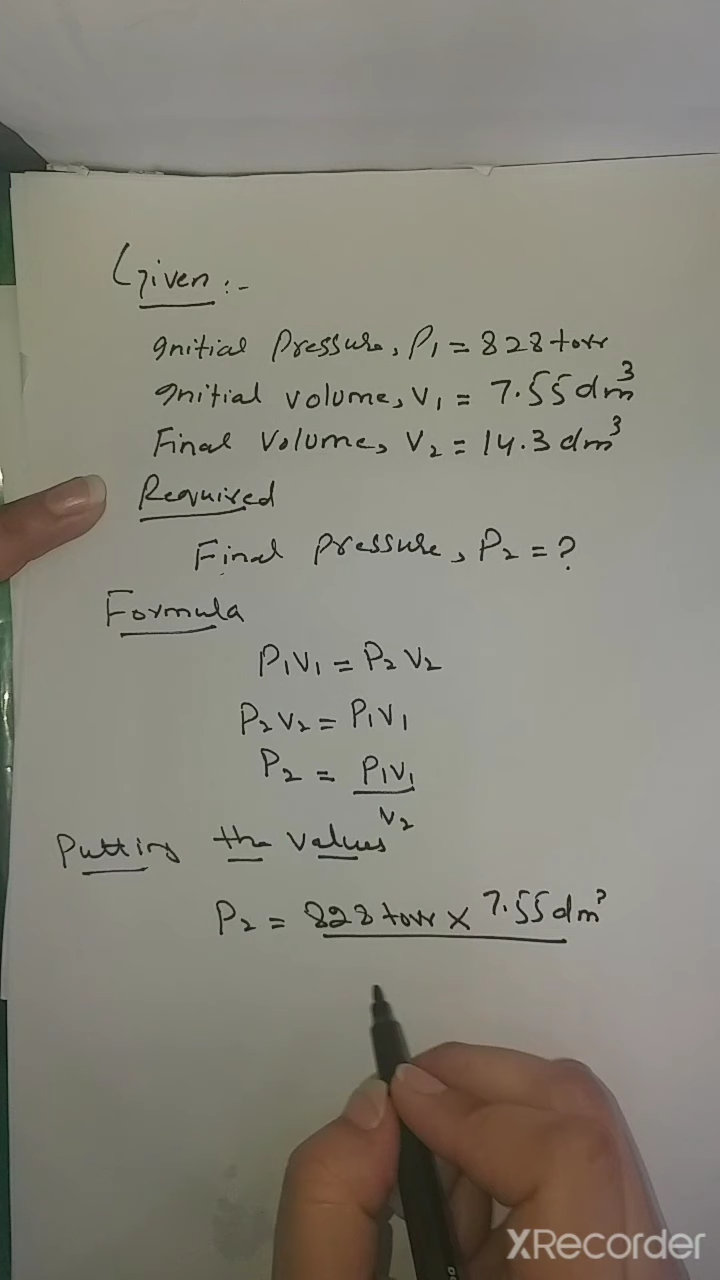 Given :-
Initial Pressure, P₁ = 828 torr
Initial volume, V₁ = 7.55 dm³
Final Volume, V₂ = 14.3 dm³
Required
Final pressure, P₂ = ?
Formula
P₁V₁ = P₂V₂
P₂V₂ = P₁V₁
P₂ = P₁V₁
V₂
Putting the values
P₂ = 828 torr × 7.55 dm³
XRecorder